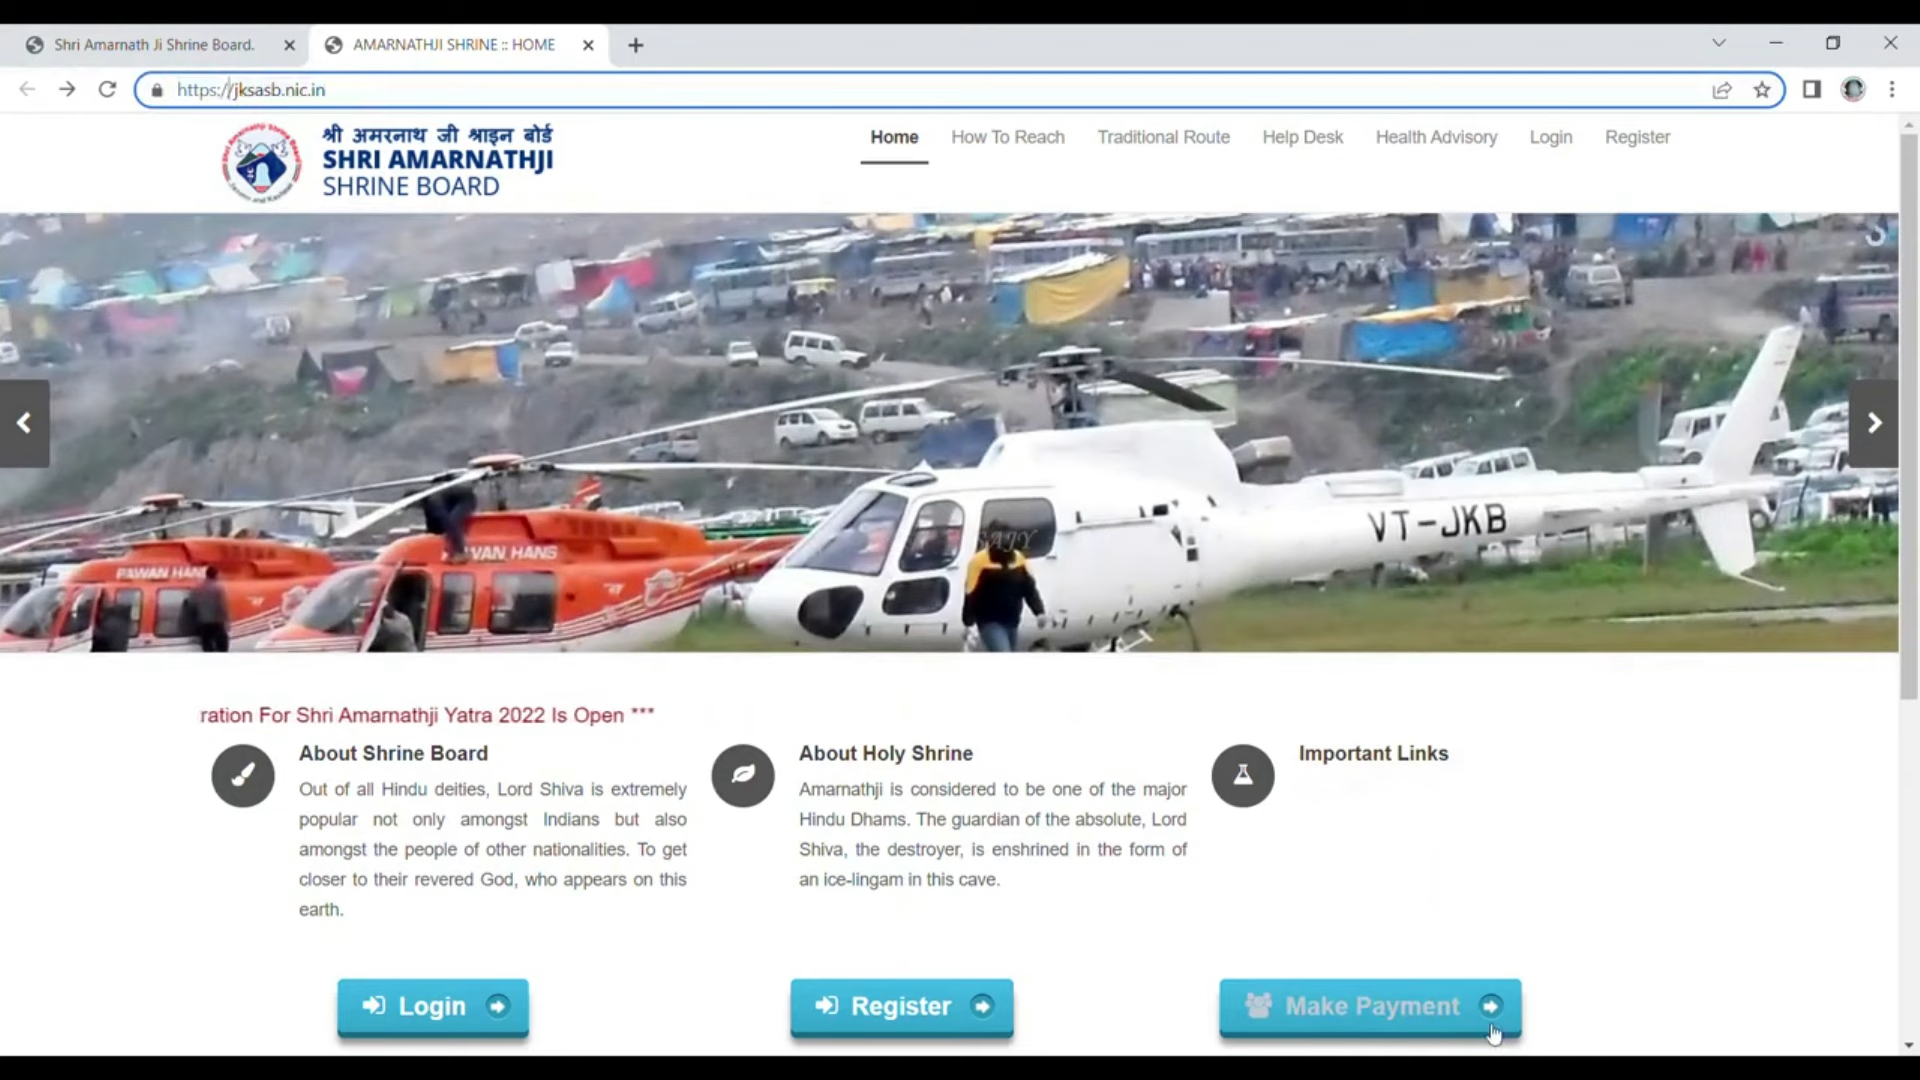 Shri Amarnath Ji Shrine Board.
AMARNATHJI SHRINE :: HOME
https://jksasb.nic.in
श्री अमरनाथ जी श्राइन बोर्ड
SHRI AMARNATHJI
SHRINE BOARD
Home How To Reach Traditional Route Help Desk Health Advisory Login Register
VT-JKB
PAWAN HANS
HANS
ration For Shri Amarnathji Yatra 2022 Is Open ***
About Shrine Board
Out of all Hindu deities, Lord Shiva is extremely
popular not only amongst Indians but also
amongst the people of other nationalities. To get
closer to their revered God, who appears on this
earth.
About Holy Shrine
Amarnathji is considered to be one of the major
Hindu Dhams. The guardian of the absolute, Lord
Shiva, the destroyer, is enshrined in the form of
an ice-lingam in this cave.
Important Links
Login
Register
Make Payment